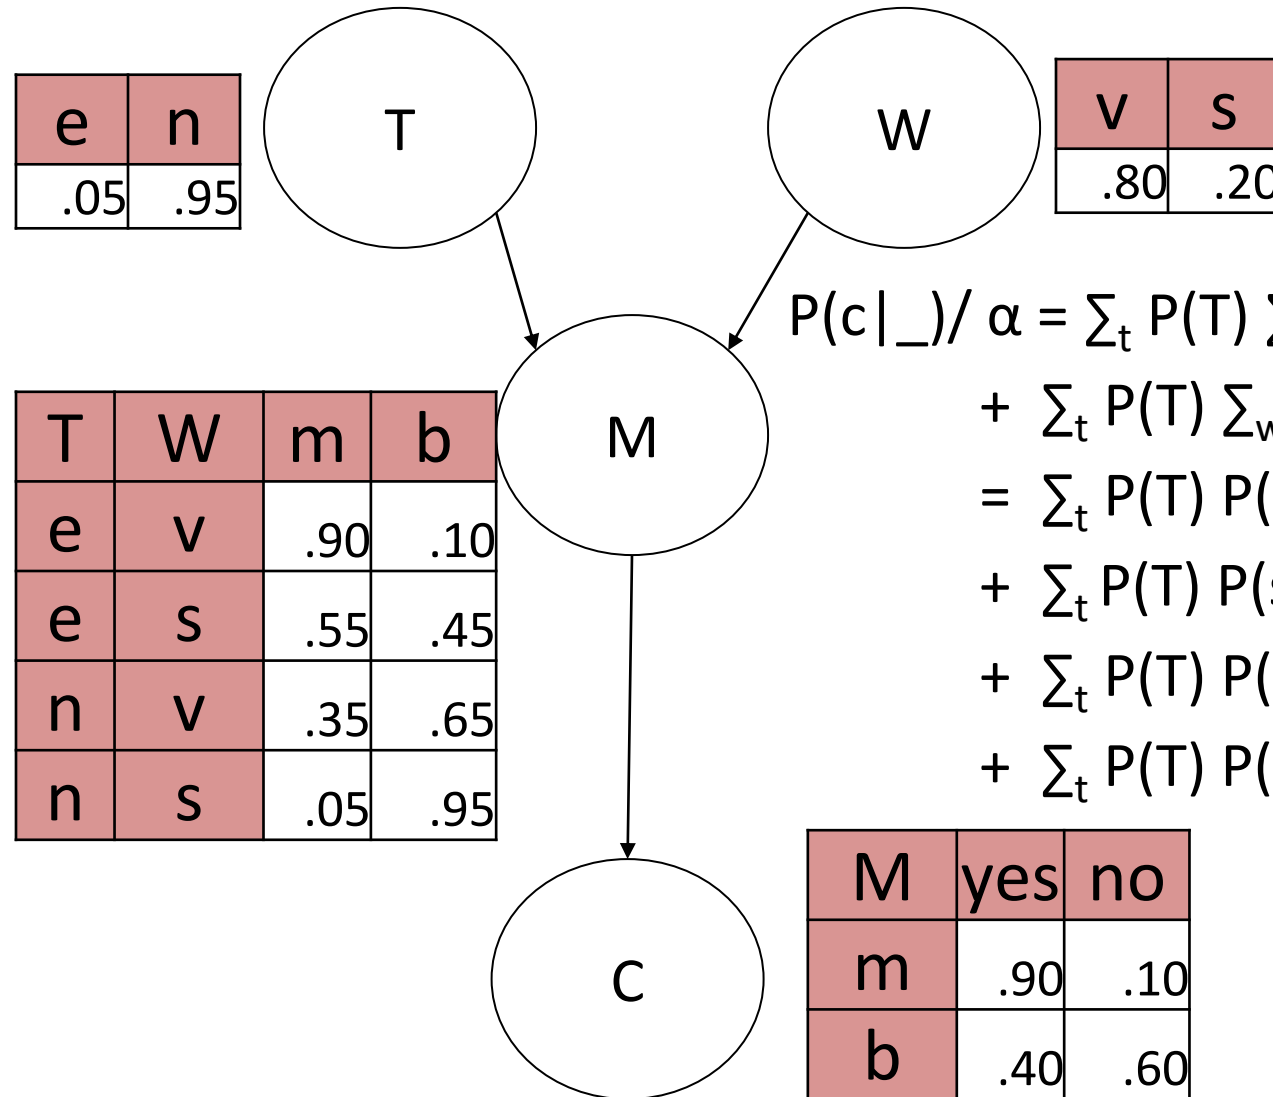 e n
.05 .95
T
W
v s
.80 .20
P(c|_)/ α = ∑t P(T) ∑
+ ∑t P(T) ∑w
= ∑t P(T) P(
+ ∑t P(T) P(s
+ ∑t P(T) P(
+ ∑t P(T) P(
T W m b
e v .90 .10
e s .55 .45
n v .35 .65
n s .05 .95
M
C
M yes no
m .90 .10
b .40 .60